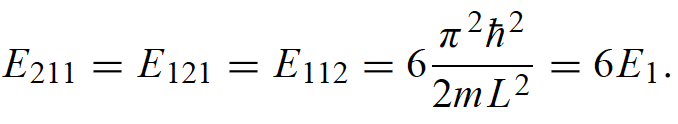 E₂₁₁ = E₁₂₁ = E₁₁₂ = 6 π²ħ² / 2mL² = 6E₁.